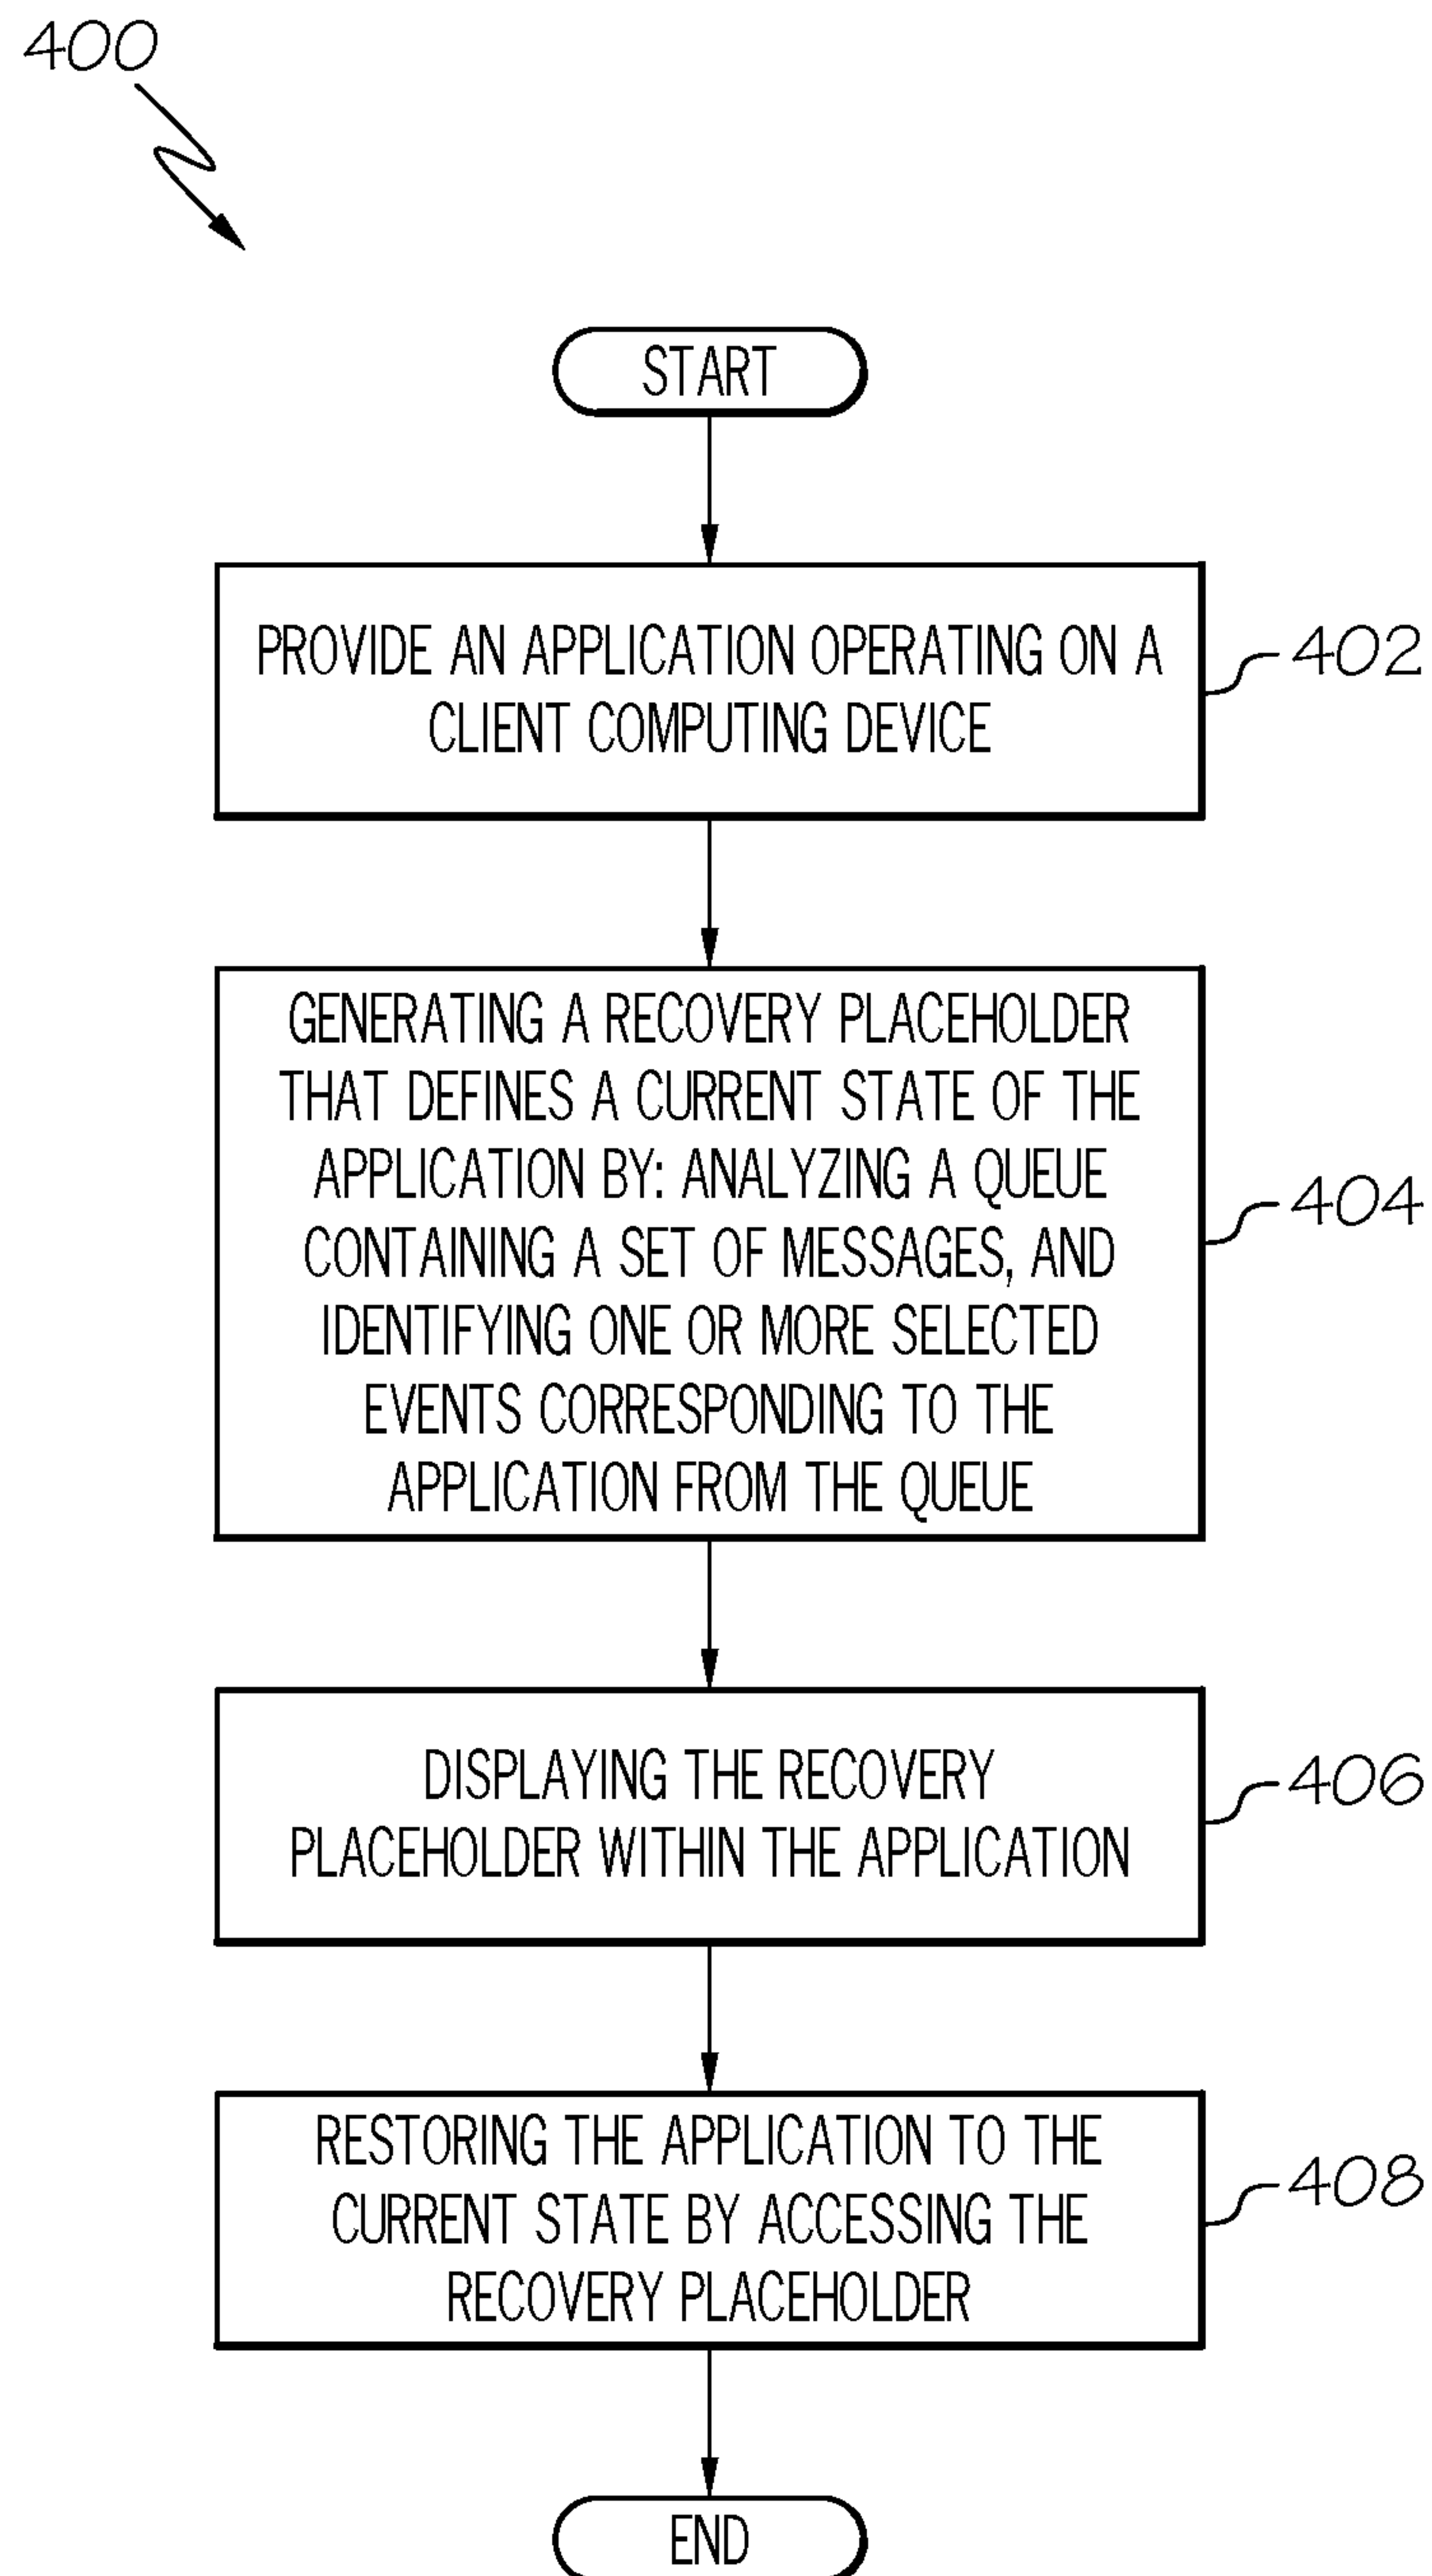 400
START
PROVIDE AN APPLICATION OPERATING ON A
CLIENT COMPUTING DEVICE
402
GENERATING A RECOVERY PLACEHOLDER
THAT DEFINES A CURRENT STATE OF THE
APPLICATION BY: ANALYZING A QUEUE
CONTAINING A SET OF MESSAGES, AND
IDENTIFYING ONE OR MORE SELECTED
EVENTS CORRESPONDING TO THE
APPLICATION FROM THE QUEUE
404
DISPLAYING THE RECOVERY
PLACEHOLDER WITHIN THE APPLICATION
406
RESTORING THE APPLICATION TO THE
CURRENT STATE BY ACCESSING THE
RECOVERY PLACEHOLDER
408
END